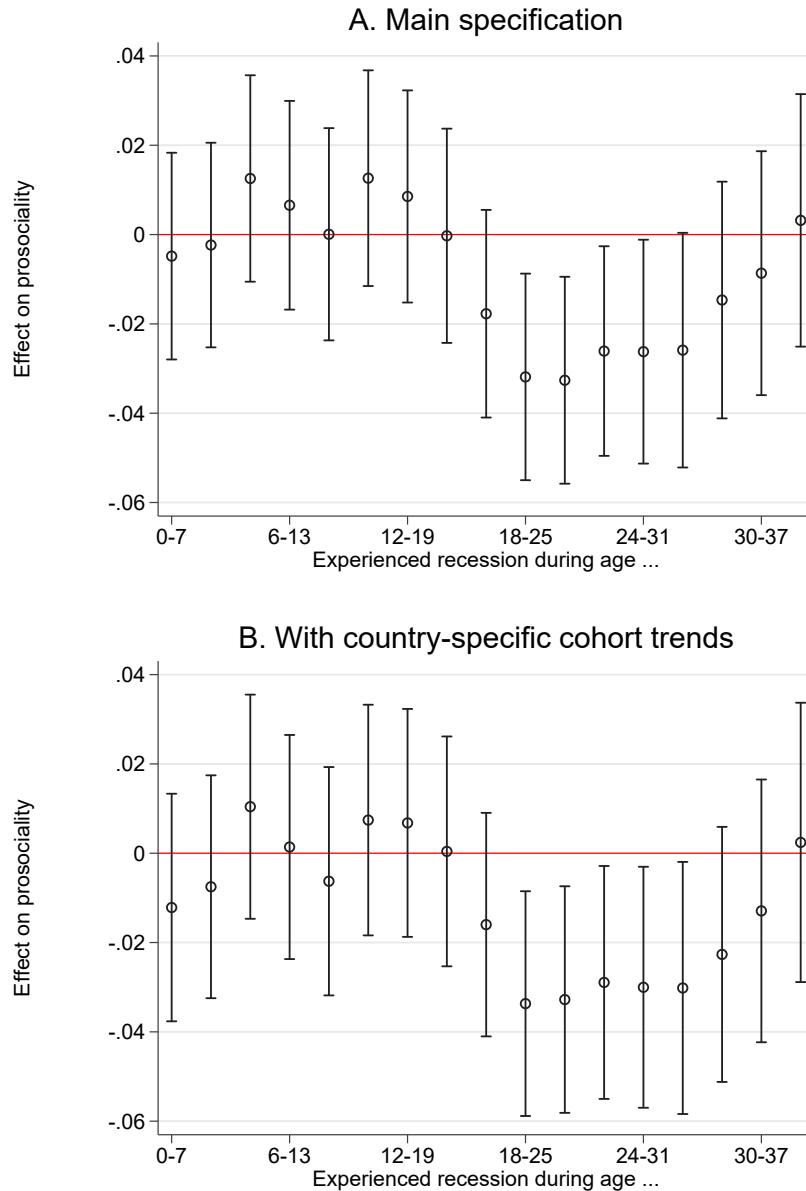 A. Main specification
Effect on prosociality
.04
.02
0
-.02
-.04
-.06
0-7 6-13 12-19 18-25 24-31 30-37
Experienced recession during age ...
B. With country-specific cohort trends
Effect on prosociality
.04
.02
0
-.02
-.04
-.06
0-7 6-13 12-19 18-25 24-31 30-37
Experienced recession during age ...